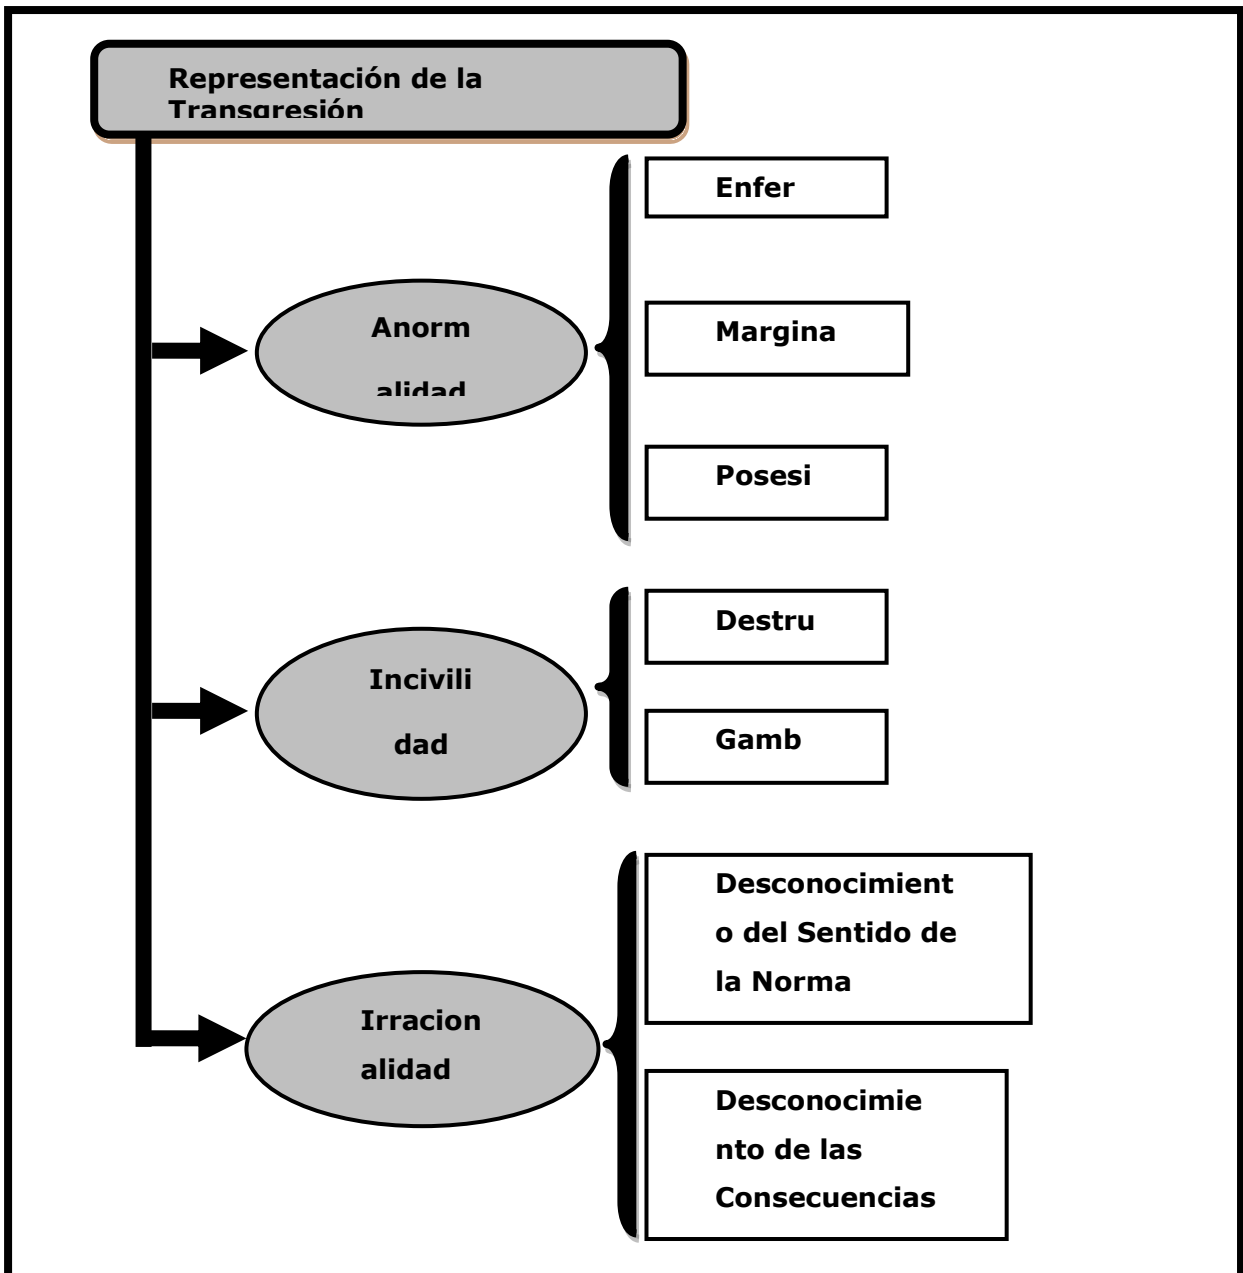 Representación de la
Transgresión
Enfer
Anorm
alidad
Margina
Posesi
Incivili
dad
Destru
Gamb
Irracion
alidad
Desconocimient
o del Sentido de
la Norma
Desconocimie
nto de las
Consecuencias